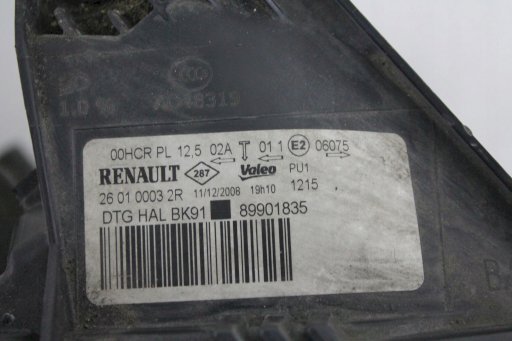 00HCR PL 12,5 02A T 01 1 E2 06075
RENAULT 287 Valeo PU1
26 01 0003 2R 11/12/2008 19h10 1215
DTG HAL BK91 89901835
B